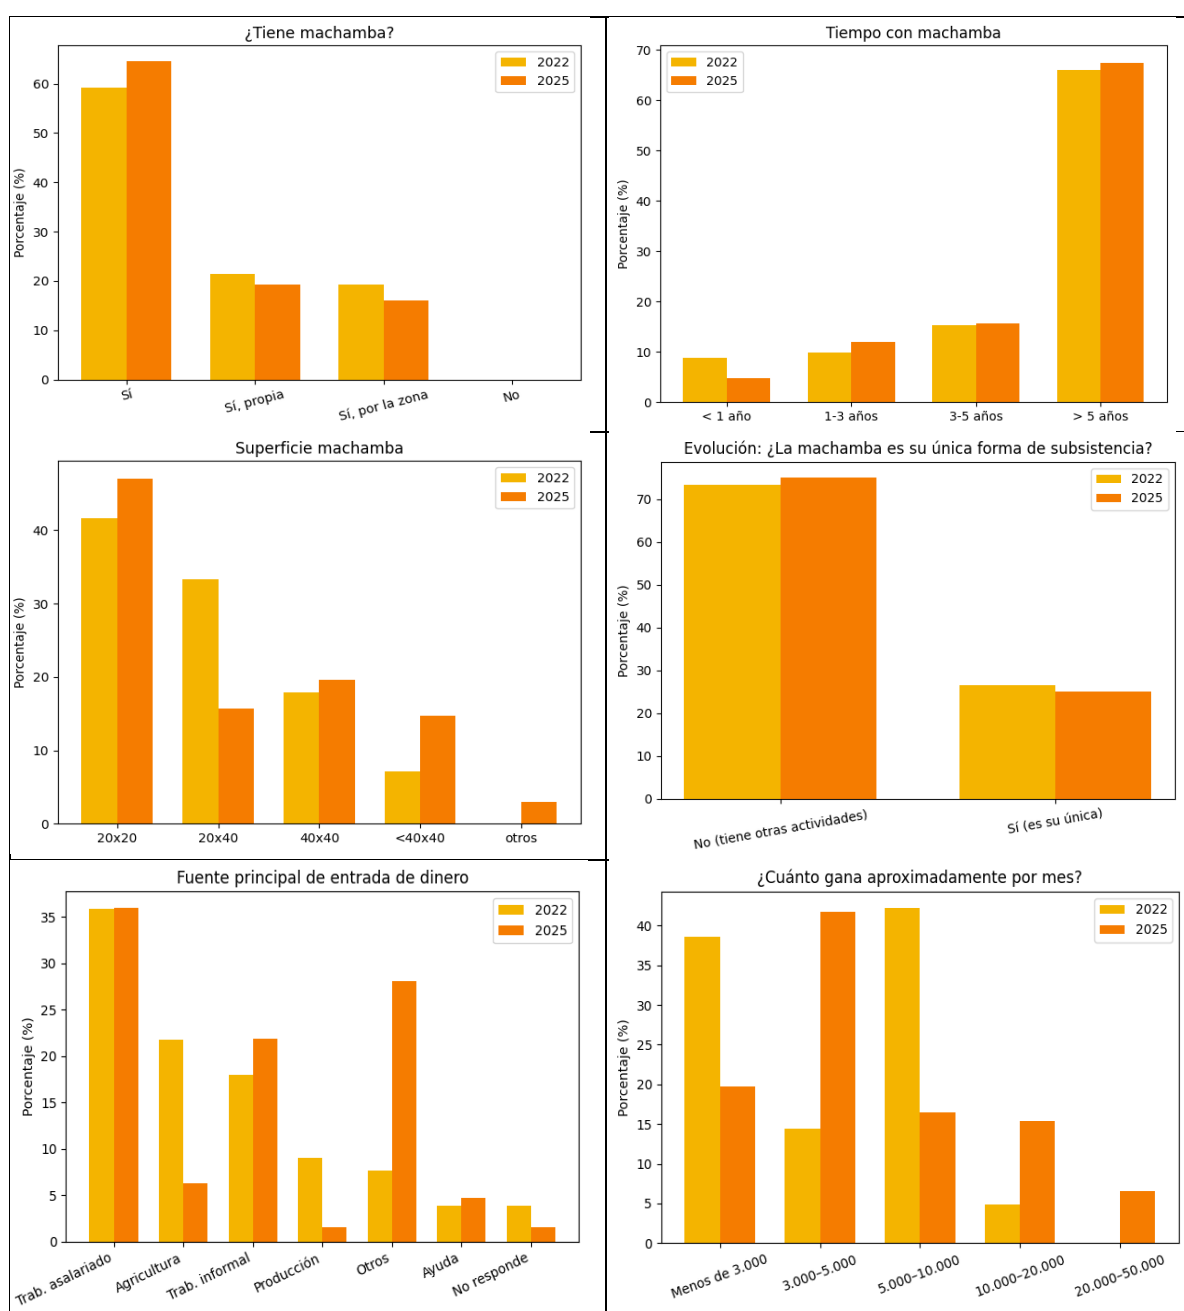 ¿Tiene machamba?
Porcentaje (%)
60
50
40
30
20
10
0
2022
2025
Sí
Sí, propia
Sí, por la zona
No
Tiempo con machamba
Porcentaje (%)
70
60
50
40
30
20
10
0
2022
2025
< 1 año
1-3 años
3-5 años
> 5 años
Superficie machamba
Porcentaje (%)
40
30
20
10
0
2022
2025
20x20
20x40
40x40
<40x40
otros
Evolución: ¿La machamba es su única forma de subsistencia?
Porcentaje (%)
70
60
50
40
30
20
10
0
2022
2025
No (tiene otras actividades)
Sí (es su única)
Fuente principal de entrada de dinero
Porcentaje (%)
35
30
25
20
15
10
5
0
2022
2025
Trab. asalariado
Agricultura
Trab. informal
Producción
Otros
Ayuda
No responde
¿Cuánto gana aproximadamente por mes?
Porcentaje (%)
40
35
30
25
20
15
10
5
0
2022
2025
Menos de 3.000
3.000–5.000
5.000–10.000
10.000–20.000
20.000–50.000